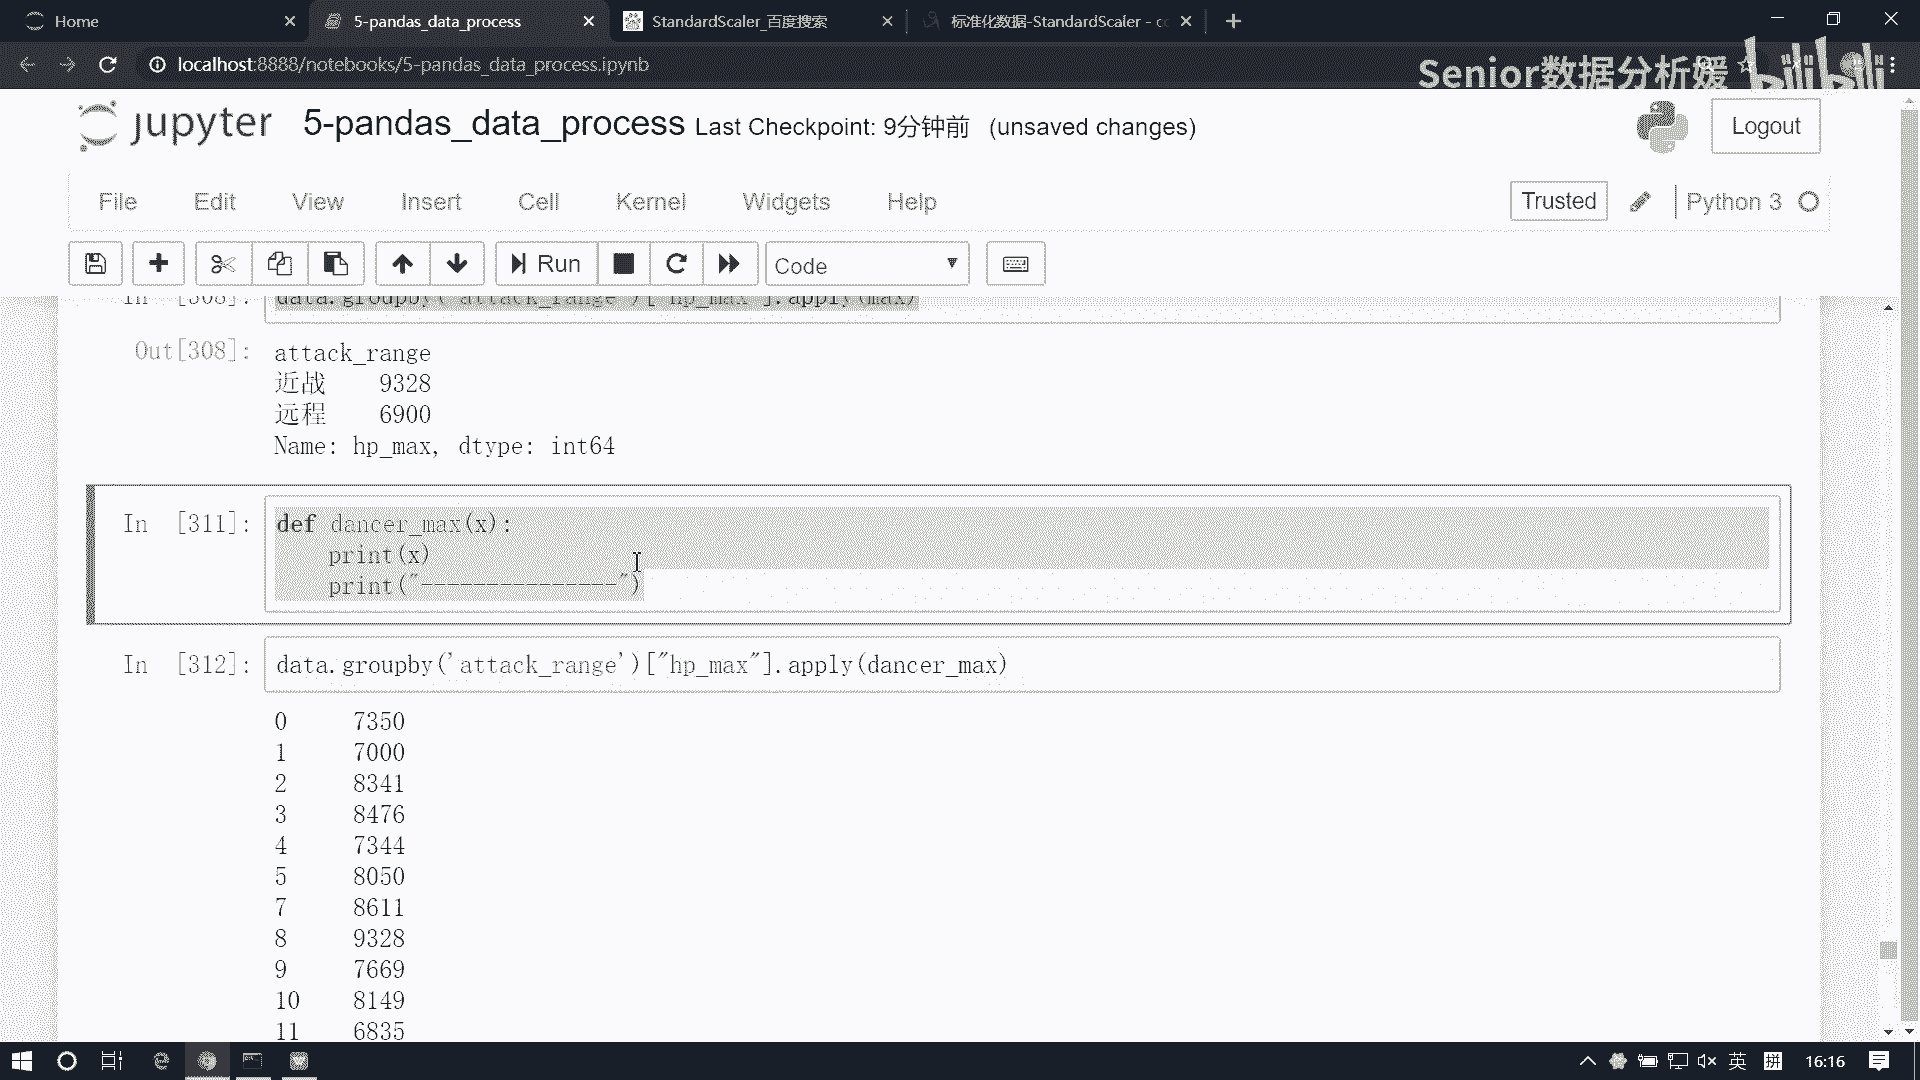 Home
5-pandas_data_process
StandardScaler_百度搜索
标准化数据-StandardScaler - cc
localhost:8888/notebooks/5-pandas_data_process.ipynb
Senior数据分析媛 bilibili
jupyter 5-pandas_data_process Last Checkpoint: 9分钟前 (unsaved changes)
Logout
File Edit View Insert Cell Kernel Widgets Help
Trusted Python 3
Run Code
In [308]: data.groupby('attack_range')["hp_max"].apply(max)
Out[308]: attack_range
近战 9328
远程 6900
Name: hp_max, dtype: int64
In [311]: def dancer_max(x):
print(x)
print("---------------")
In [312]: data.groupby('attack_range')["hp_max"].apply(dancer_max)
0 7350
1 7000
2 8341
3 8476
4 7344
5 8050
7 8611
8 9328
9 7669
10 8149
11 6835
英 拼 16:16